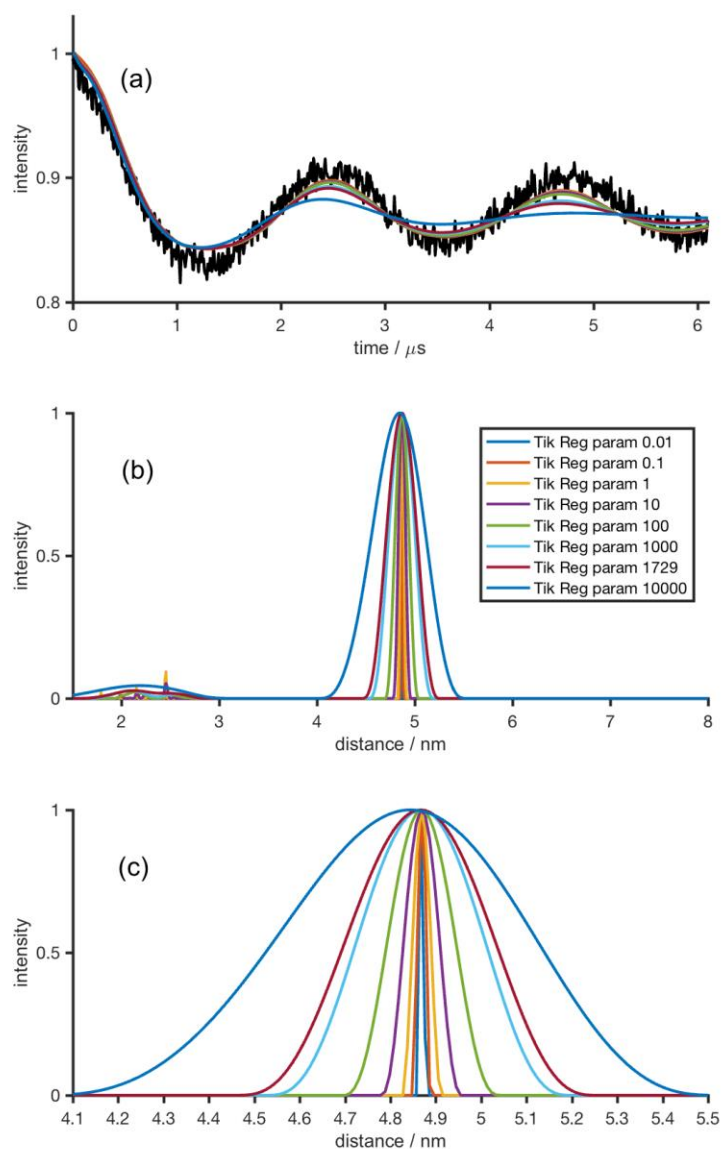 (a)
1
0.9
0.8
intensity
0 1 2 3 4 5 6
time / μs
(b)
1
0.5
0
intensity
Tik Reg param 0.01
Tik Reg param 0.1
Tik Reg param 1
Tik Reg param 10
Tik Reg param 100
Tik Reg param 1000
Tik Reg param 1729
Tik Reg param 10000
2 3 4 5 6 7 8
distance / nm
(c)
1
0.5
0
intensity
4.1 4.2 4.3 4.4 4.5 4.6 4.7 4.8 4.9 5 5.1 5.2 5.3 5.4 5.5
distance / nm